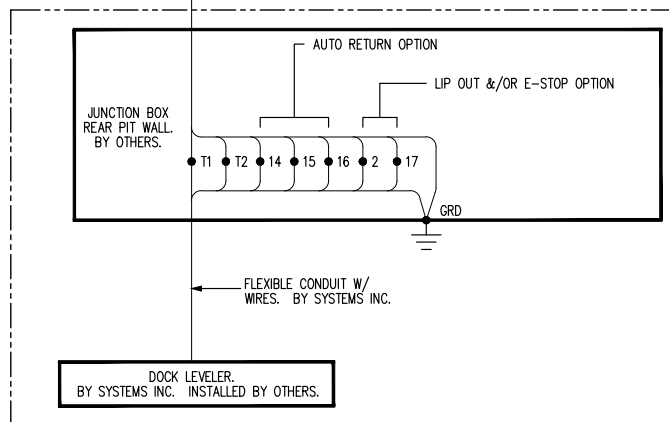 AUTO RETURN OPTION
LIP OUT &/OR E-STOP OPTION
JUNCTION BOX
REAR PIT WALL.
BY OTHERS.
T1 T2 14 15 16 2 17
GRD
FLEXIBLE CONDUIT W/
WIRES. BY SYSTEMS INC.
DOCK LEVELER.
BY SYSTEMS INC. INSTALLED BY OTHERS.